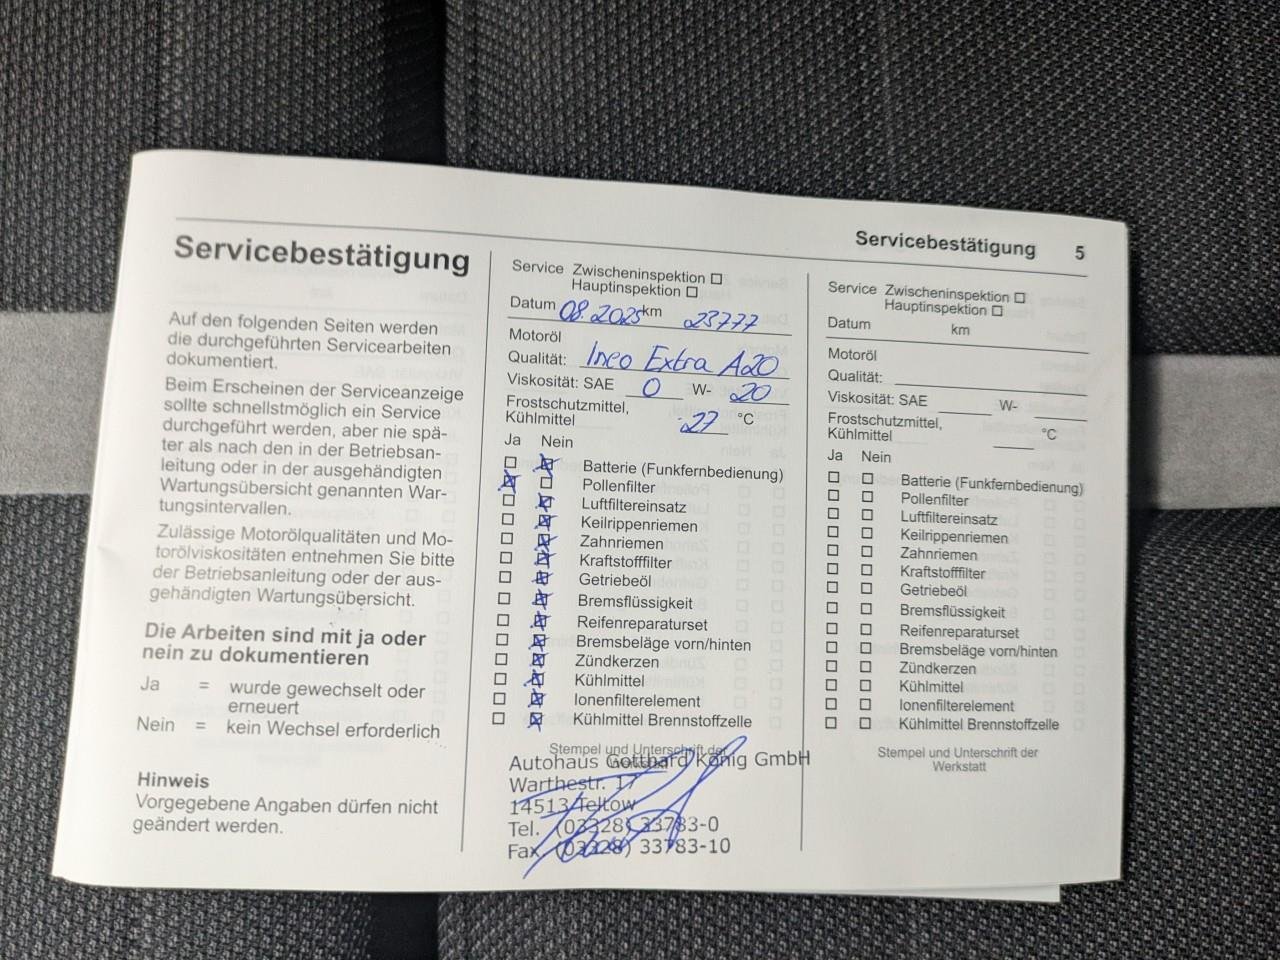 Servicebestätigung 5
Servicebestätigung
Auf den folgenden Seiten werden
die durchgeführten Servicearbeiten
dokumentiert.
Beim Erscheinen der Serviceanzeige
sollte schnellstmöglich ein Service
durchgeführt werden, aber nie spä-
ter als nach den in der Betriebsan-
leitung oder in der ausgehändigten
Wartungsübersicht genannten War-
tungsintervallen.
Zulässige Motorölqualitäten und Mo-
torölviskositäten entnehmen Sie bitte
der Betriebsanleitung oder der aus-
gehändigten Wartungsübersicht.
Die Arbeiten sind mit ja oder
nein zu dokumentieren
Ja = wurde gewechselt oder
erneuert
Nein = kein Wechsel erforderlich
Hinweis
Vorgegebene Angaben dürfen nicht
geändert werden.
Service Zwischeninspektion
Hauptinspektion
Datum 08.2025 km 23777
Motoröl
Qualität: Ineo Extra A20
Viskosität: SAE 0 W- 20
Frostschutzmittel,
Kühlmittel -27 °C
Ja Nein
Batterie (Funkfernbedienung)
Pollenfilter
Luftfiltereinsatz
Keilrippenriemen
Zahnriemen
Kraftstofffilter
Getriebeöl
Bremsflüssigkeit
Reifenreparaturset
Bremsbeläge vorn/hinten
Zündkerzen
Kühlmittel
Ionenfilterelement
Kühlmittel Brennstoffzelle
Stempel und Unterschrift der
Werkstatt
Autohaus Gotthard König GmbH
Warthestr. 17
14513 Teltow
Tel. (03328) 33783-0
Fax (03328) 33783-10
Service Zwischeninspektion
Hauptinspektion
Datum km
Motoröl
Qualität:
Viskosität: SAE W-
Frostschutzmittel,
Kühlmittel °C
Ja Nein
Batterie (Funkfernbedienung)
Pollenfilter
Luftfiltereinsatz
Keilrippenriemen
Zahnriemen
Kraftstofffilter
Getriebeöl
Bremsflüssigkeit
Reifenreparaturset
Bremsbeläge vorn/hinten
Zündkerzen
Kühlmittel
Ionenfilterelement
Kühlmittel Brennstoffzelle
Stempel und Unterschrift der
Werkstatt